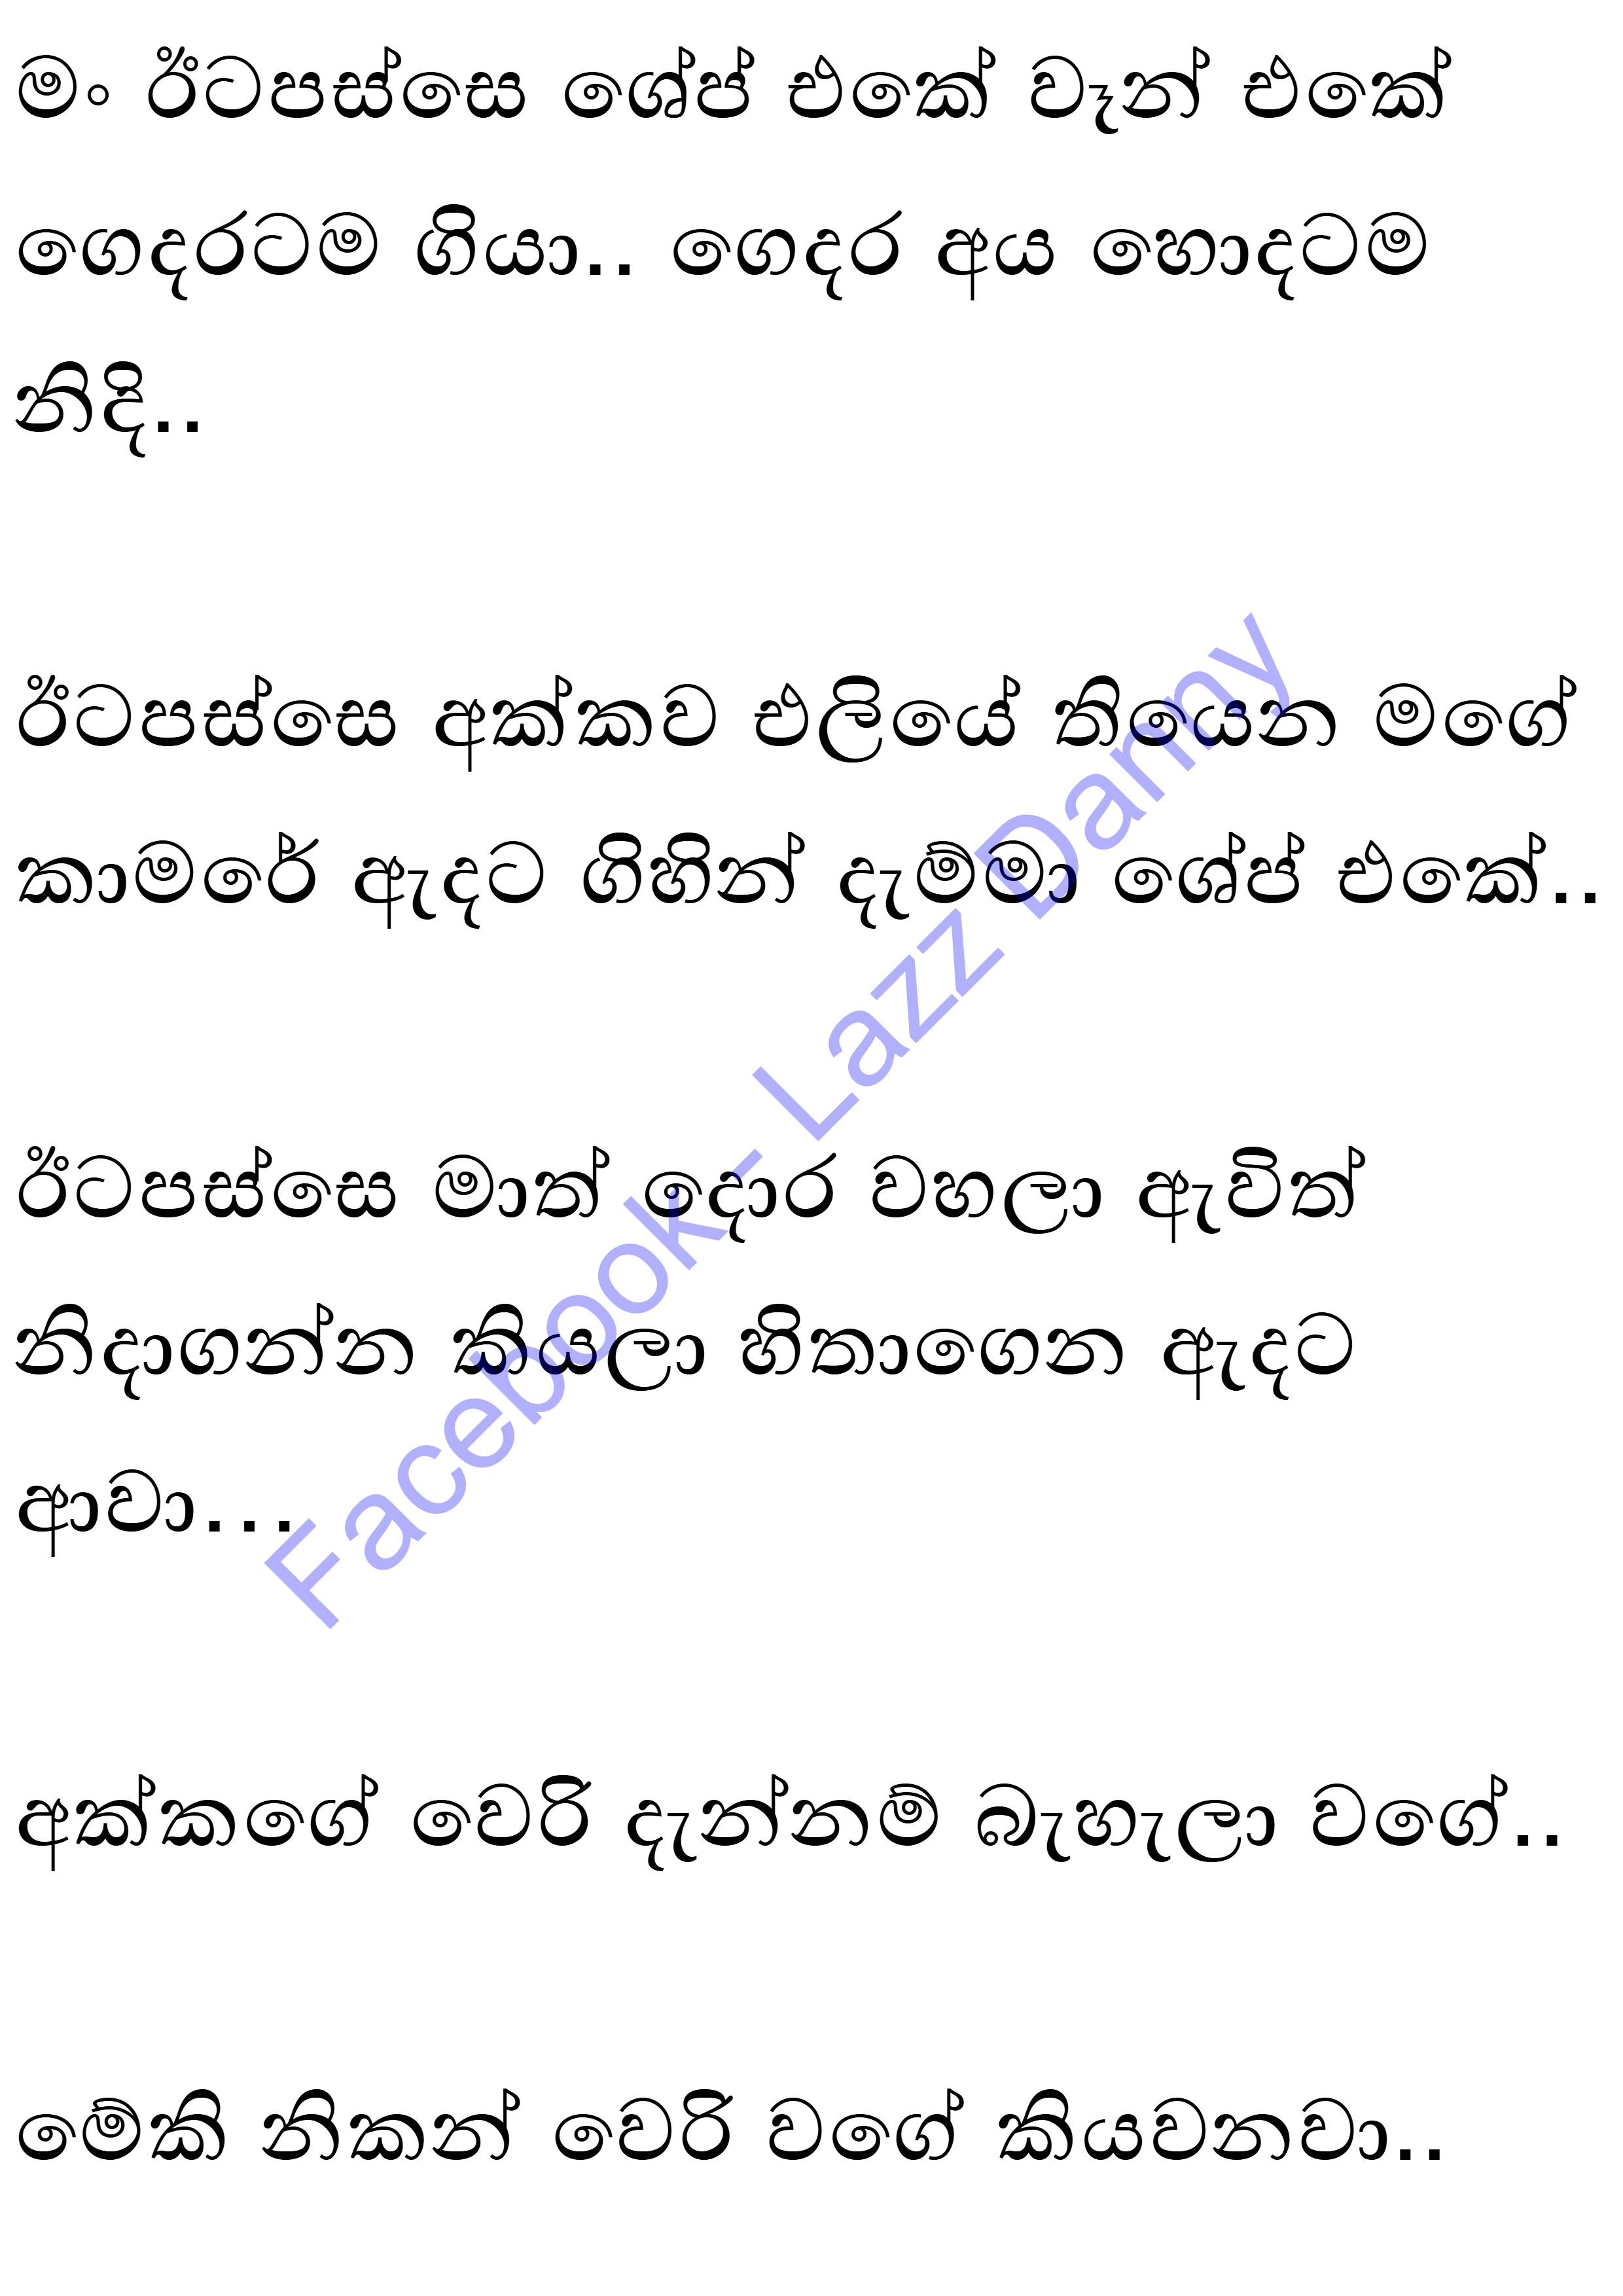 මං ඊටපස්සෙ ශේප් එකේ වෑන් එකේ
ගෙදරටම ගියා.. ගෙදර අය හොදටම
නිදි..
ඊටපස්සෙ අක්කව එලියේ තියෙන මගේ
කාමරේ ඇදට ගිහින් දැම්මා ශේප් එකේ..
ඊටපස්සෙ මාත් දොර වහලා ඇවිත්
නිදාගන්න කියලා හිතාගෙන ඇදට
ආවා...
අක්කගේ වෙරි දැන්නම් බැහැලා වගේ..
මේකි නිකන් වෙරි වගේ කියවනවා..
Facebook- Lazz Danny